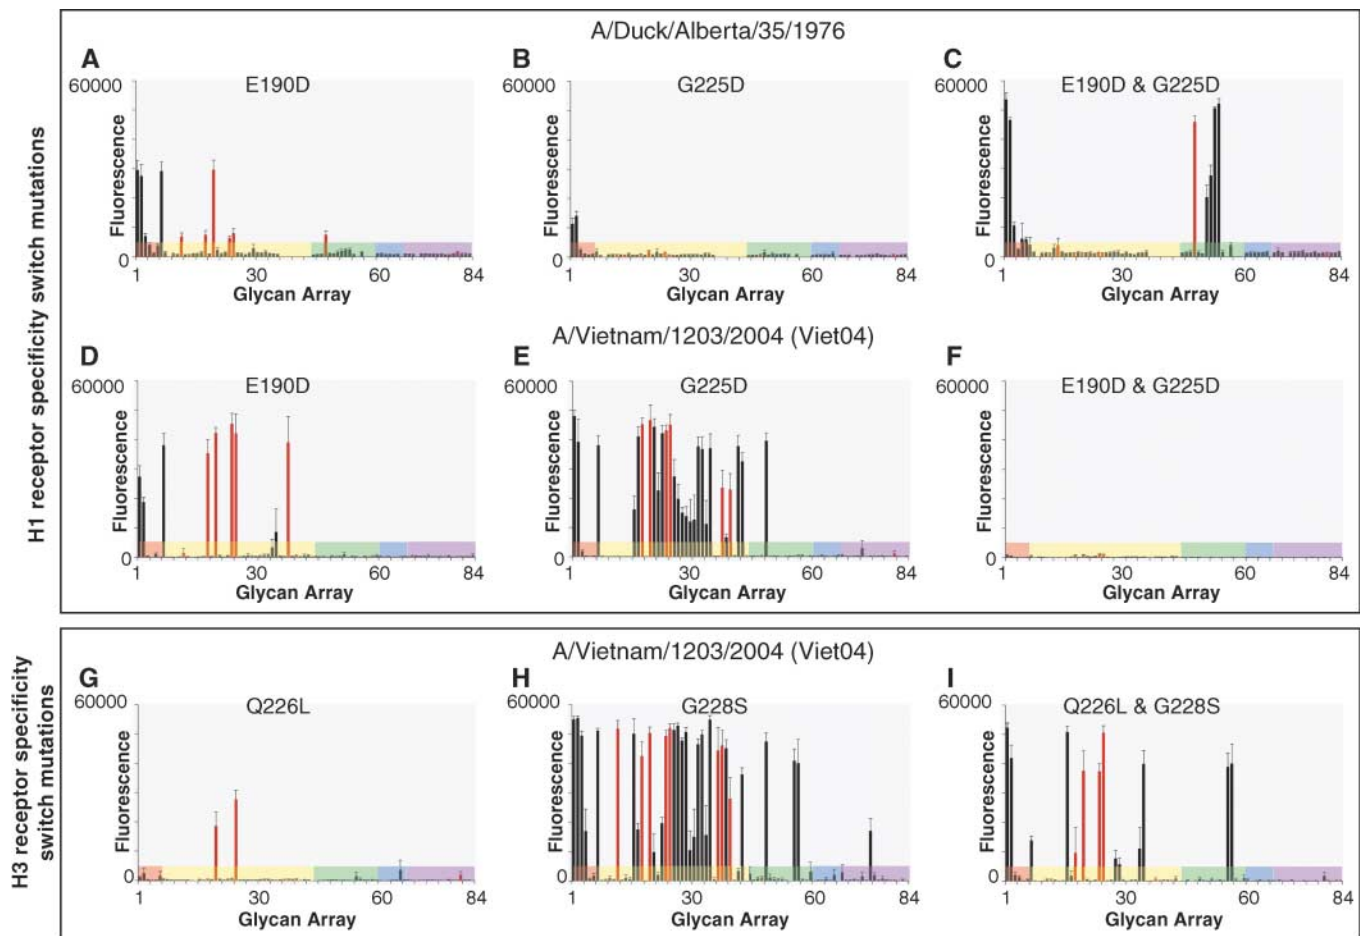 H1 receptor specificity switch mutations
A/Duck/Alberta/35/1976
A
E190D
60000
Fluorescence
0
1
30
60
84
Glycan Array
B
G225D
60000
Fluorescence
0
1
30
60
84
Glycan Array
C
E190D & G225D
60000
Fluorescence
0
1
30
60
84
Glycan Array
A/Vietnam/1203/2004 (Viet04)
D
E190D
60000
Fluorescence
0
1
30
60
84
Glycan Array
E
G225D
60000
Fluorescence
0
1
30
60
84
Glycan Array
F
E190D & G225D
60000
Fluorescence
0
1
30
60
84
Glycan Array
H3 receptor specificity
switch mutations
A/Vietnam/1203/2004 (Viet04)
G
Q226L
60000
Fluorescence
0
1
30
60
84
Glycan Array
H
G228S
60000
Fluorescence
0
1
30
60
84
Glycan Array
I
Q226L & G228S
60000
Fluorescence
0
1
30
60
84
Glycan Array